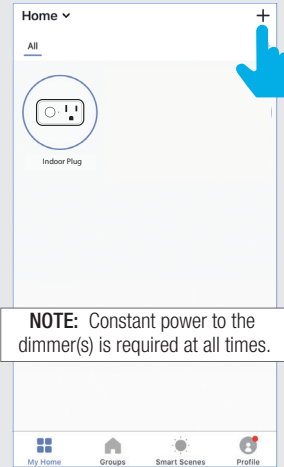 Home
All
Indoor Plug
NOTE: Constant power to the
dimmer(s) is required at all times.
My Home Groups Smart Scenes Profile